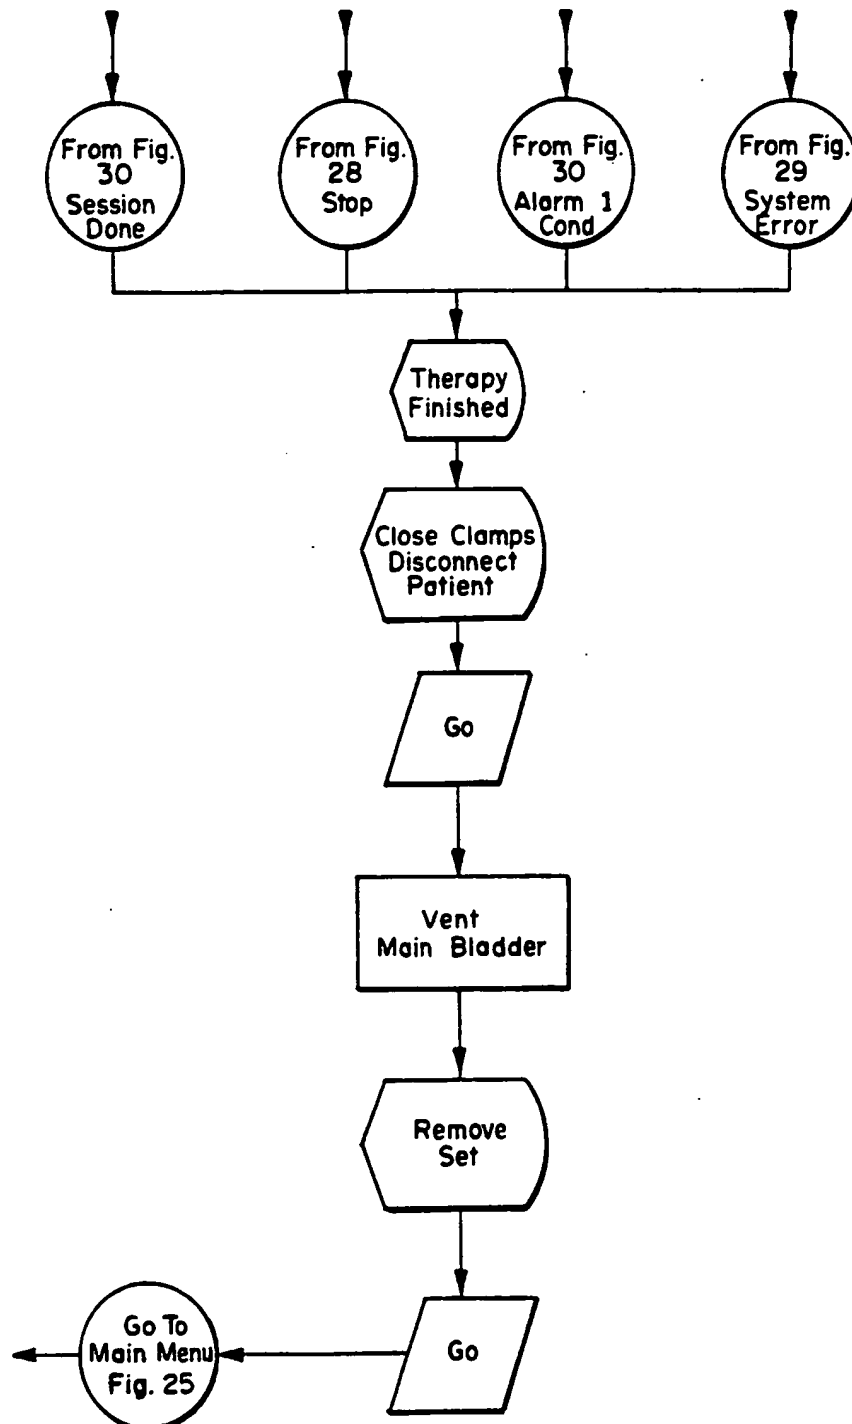 From Fig.
30
Session
Done
From Fig.
28
Stop
From Fig.
30
Alarm 1
Cond
From Fig.
29
System
Error
Therapy
Finished
Close Clamps
Disconnect
Patient
Go
Vent
Main Bladder
Remove
Set
Go
Go To
Main Menu
Fig. 25